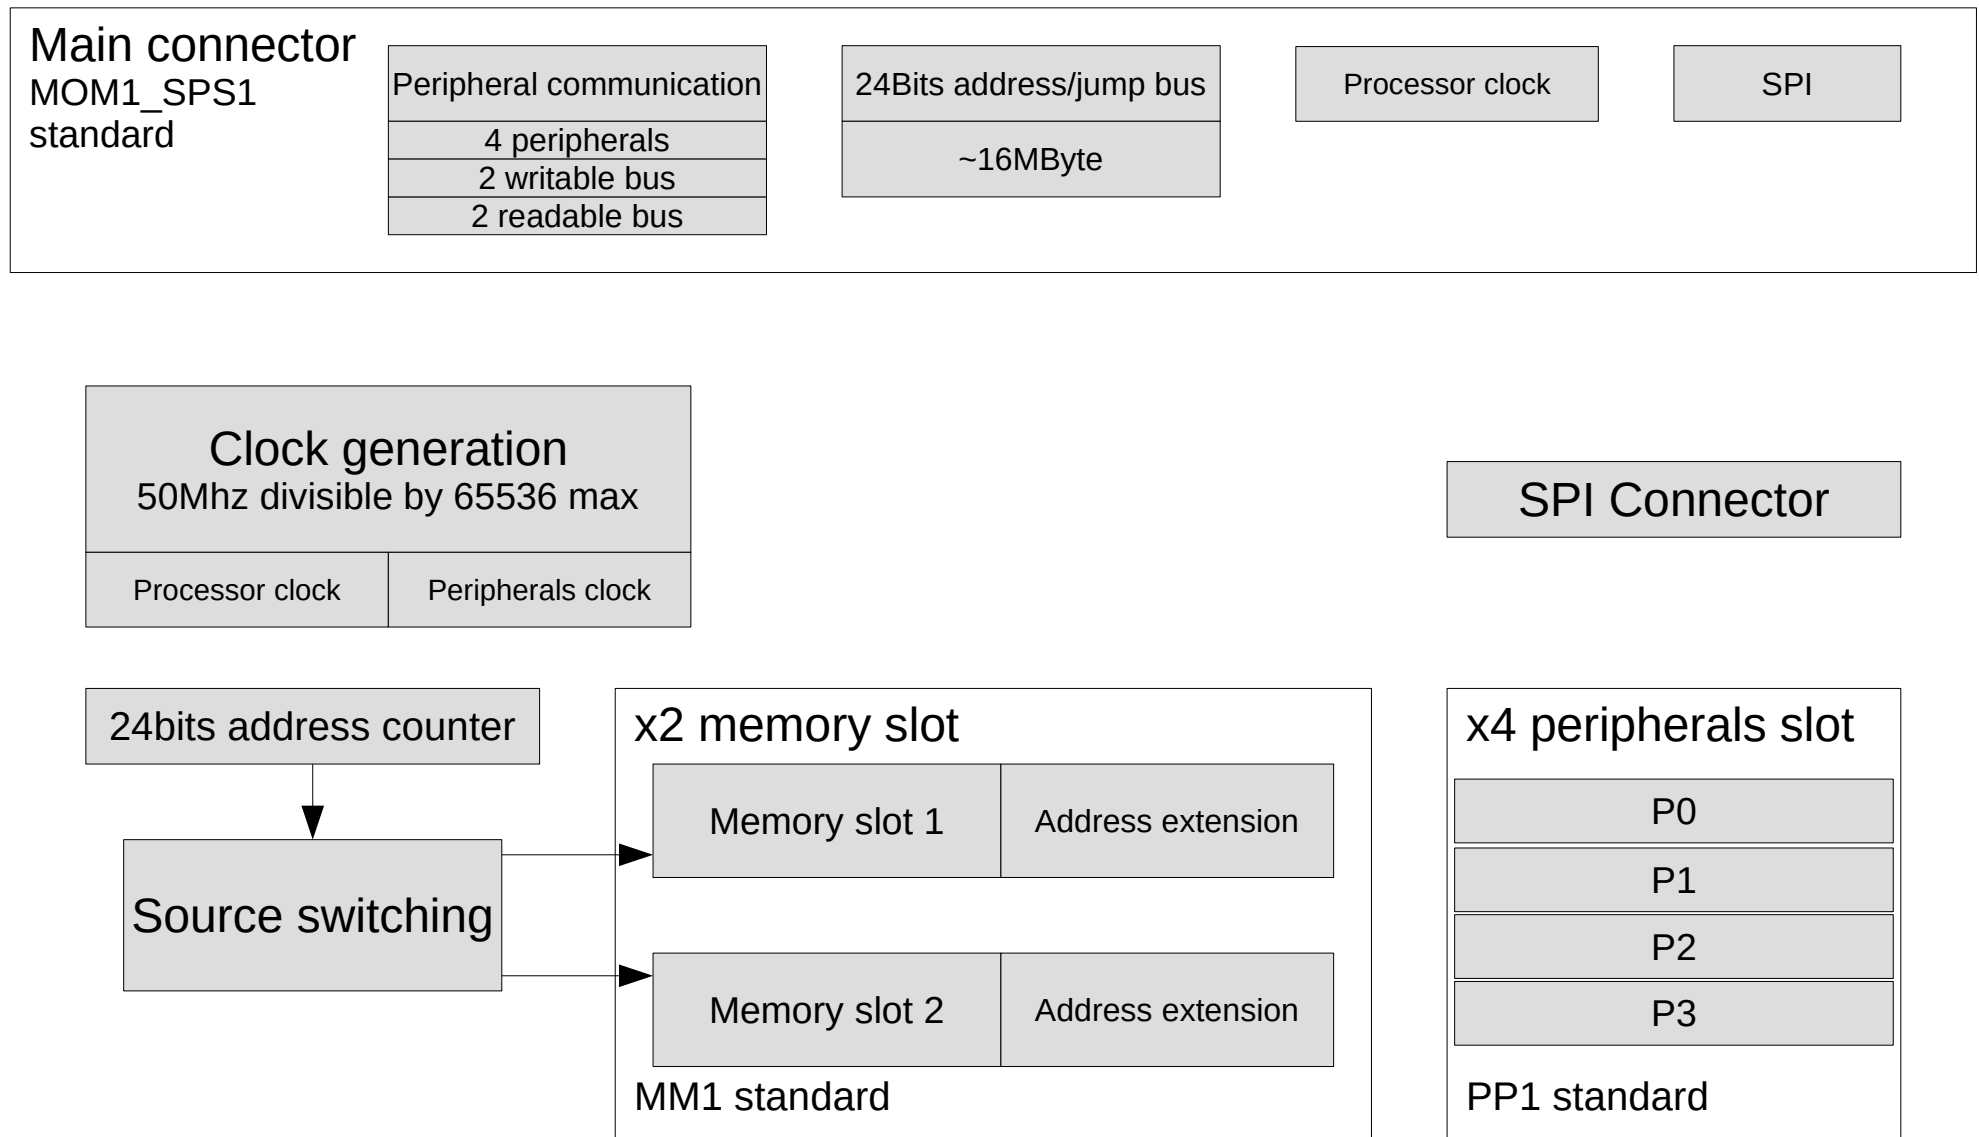 Main connector
MOM1_SPS1
standard
Peripheral communication
4 peripherals
2 writable bus
2 readable bus
24Bits address/jump bus
~16MByte
Processor clock
SPI
Clock generation
50Mhz divisible by 65536 max
Processor clock
Peripherals clock
SPI Connector
24bits address counter
Source switching
x2 memory slot
Memory slot 1
Address extension
Memory slot 2
Address extension
MM1 standard
x4 peripherals slot
P0
P1
P2
P3
PP1 standard